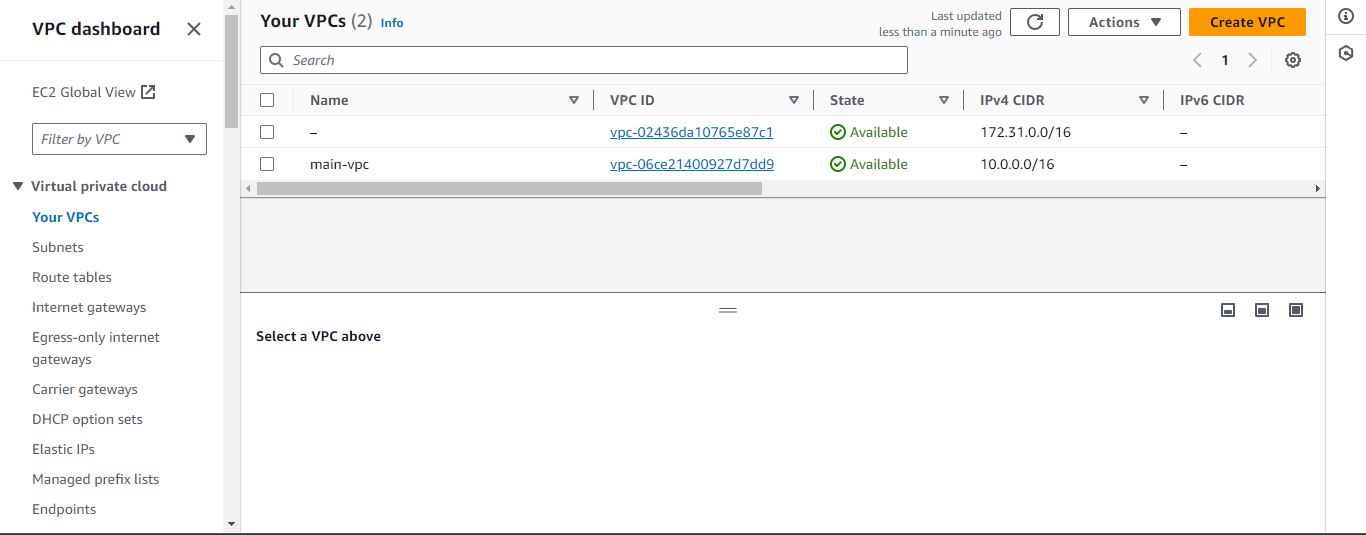 VPC dashboard
EC2 Global View
Filter by VPC
Virtual private cloud
Your VPCs
Subnets
Route tables
Internet gateways
Egress-only internet
gateways
Carrier gateways
DHCP option sets
Elastic IPs
Managed prefix lists
Endpoints
Your VPCs (2) Info
Last updated
less than a minute ago
Actions
Create VPC
Search
1
Name VPC ID State IPv4 CIDR IPv6 CIDR
– vpc-02436da10765e87c1 Available 172.31.0.0/16 –
main-vpc vpc-06ce21400927d7dd9 Available 10.0.0.0/16 –
Select a VPC above